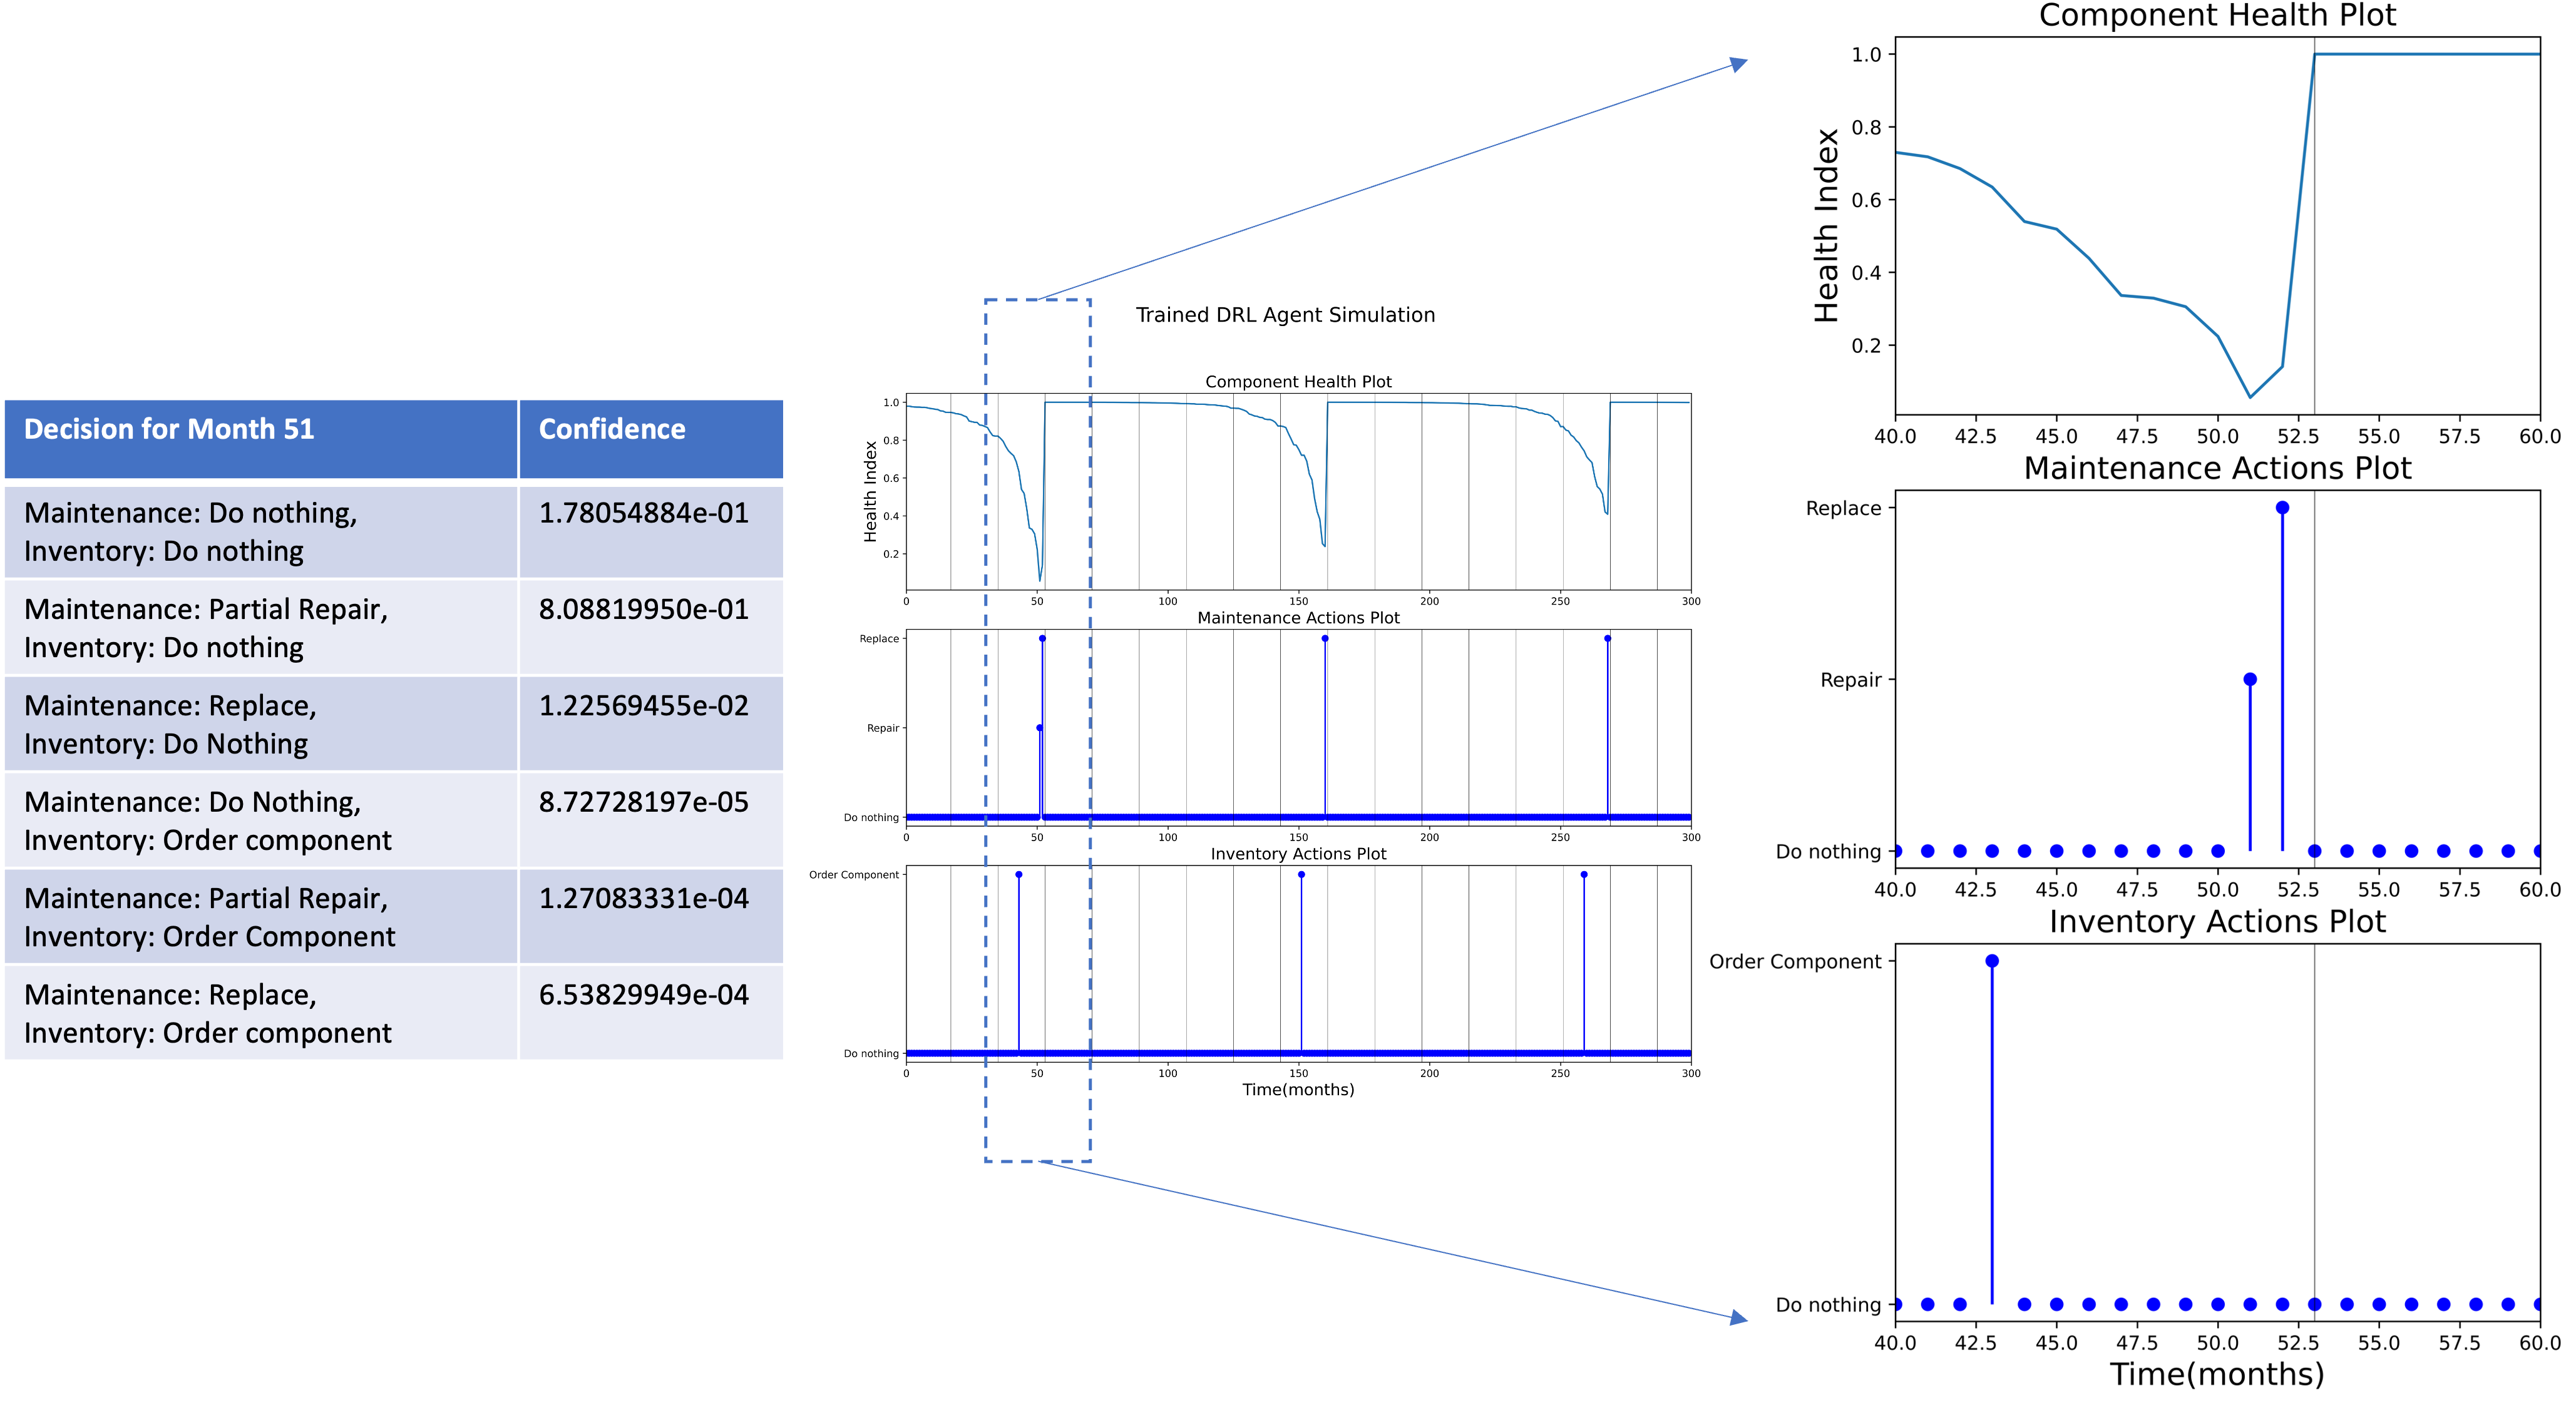 Decision for Month 51
Confidence
Maintenance: Do nothing,
Inventory: Do nothing
1.78054884e-01
Maintenance: Partial Repair,
Inventory: Do nothing
8.08819950e-01
Maintenance: Replace,
Inventory: Do Nothing
1.22569455e-02
Maintenance: Do Nothing,
Inventory: Order component
8.72728197e-05
Maintenance: Partial Repair,
Inventory: Order Component
1.27083331e-04
Maintenance: Replace,
Inventory: Order component
6.53829949e-04
Trained DRL Agent Simulation
Component Health Plot
Health Index
1.0
0.8
0.6
0.4
0.2
0 50 100 150 200 250 300
Maintenance Actions Plot
Replace
Repair
Do nothing
0 50 100 150 200 250 300
Inventory Actions Plot
Order Component
Do nothing
0 50 100 150 200 250 300
Time(months)
Component Health Plot
Health Index
1.0
0.8
0.6
0.4
0.2
40.0 42.5 45.0 47.5 50.0 52.5 55.0 57.5 60.0
Maintenance Actions Plot
Replace
Repair
Do nothing
40.0 42.5 45.0 47.5 50.0 52.5 55.0 57.5 60.0
Inventory Actions Plot
Order Component
Do nothing
40.0 42.5 45.0 47.5 50.0 52.5 55.0 57.5 60.0
Time(months)